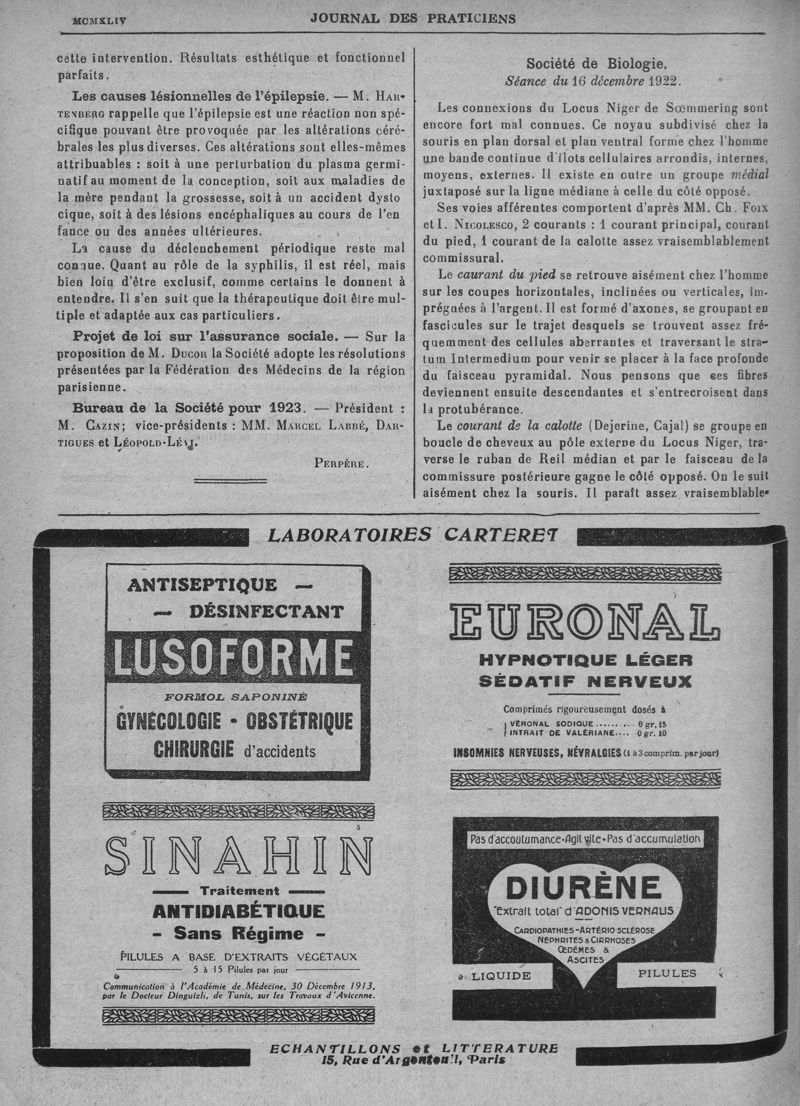 MCMXLIV
JOURNAL DES PRATICIENS
cette intervention. Résultats esthétique et fonctionnel
parfaits.
Les causes lésionnelles de l'épilepsie. — M. HAR-
TENBERG rappelle que l'épilepsie est une réaction non spé-
cifique pouvant être provoquée par les altérations céré-
brales les plus diverses. Ces altérations sont elles-mêmes
attribuables : soit à une perturbation du plasma germi-
natif au moment de la conception, soit aux maladies de
la mère pendant la grossesse, soit à un accident dysto
cique, soit à des lésions encéphaliques au cours de l'en
fance ou des années ultérieures.
La cause du déclenchement périodique reste mal
connue. Quant au rôle de la syphilis, il est réel, mais
bien loin d'être exclusif, comme certains le donnent à
entendre. Il s'en suit que la thérapeutique doit être mul-
tiple et adaptée aux cas particuliers.
Projet de loi sur l'assurance sociale. — Sur la
proposition de M. DUCOR la Société adopte les résolutions
présentées par la Fédération des Médecins de la région
parisienne.
Bureau de la Société pour 1923. — Président :
M. CAZIN; vice-présidents : MM. MARCEL LABBÉ, DAR-
TIGUES et LÉOPOLD-LÉVI.
PERPÈRE.
Société de Biologie.
Séance du 16 décembre 1922.
Les connexions du Locus Niger de Sœmmering sont
encore fort mal connues. Ce noyau subdivisé chez la
souris en plan dorsal et plan ventral forme chez l'homme
une bande continue d'îlots cellulaires arrondis, internes,
moyens, externes. Il existe en outre un groupe médial
juxtaposé sur la ligne médiane à celle du côté opposé.
Ses voies afférentes comportent d'après MM. Ch. FOIX
et I. NICOLESCO, 2 courants : 1 courant principal, courant
du pied, 1 courant de la calotte assez vraisemblablement
commissural.
Le caurant du pied se retrouve aisément chez l'homme
sur les coupes horizontales, inclinées ou verticales, im-
prégnées à l'argent. Il est formé d'axones, se groupant en
fascicules sur le trajet desquels se trouvent assez fré-
quemment des cellules aberrantes et traversant le stra-
tum Intermedium pour venir se placer à la face profonde
du faisceau pyramidal. Nous pensons que ces fibres
deviennent ensuite descendantes et s'entrecroisent dans
la protubérance.
Le courant de la calotte (Dejerine, Cajal) se groupe en
boucle de cheveux au pôle externe du Locus Niger, tra-
verse le ruban de Reil médian et par le faisceau de la
commissure postérieure gagne le côté opposé. On le suit
aisément chez la souris. Il paraît assez vraisemblable
LABORATOIRES CARTERET
ANTISEPTIQUE —
— DÉSINFECTANT
LUSOFORME
FORMOL SAPONINÉ
GYNÉCOLOGIE - OBSTÉTRIQUE
CHIRURGIE d'accidents
SINAHIN
Traitement
ANTIDIABÉTIQUE
- Sans Régime -
PILULES A BASE D'EXTRAITS VÉGÉTAUX
5 à 15 Pilules par jour
Communication à l'Académie de Médecine, 30 Décembre 1913,
par le Docteur Dinguizli, de Tunis, sur les Travaux d'Avicenne.
EURONAL
HYPNOTIQUE LÉGER
SÉDATIF NERVEUX
Comprimés rigoureusement dosés à
VÉRONAL SODIQUE......... 0 gr. 15
INTRAIT DE VALÉRIANE.... 0 gr. 10
INSOMNIES NERVEUSES, NÉVRALGIES (1 à 3 comprim. par jour)
Pas d'accoutumance-Agit vite-Pas d'accumulation
DIURÈNE
"Extrait total" d'ADONIS VERNALIS
CARDIOPATHIES - ARTÉRIO-SCLÉROSE
NÉPHRITES & CIRRHOSES
ŒDÈMES &
ASCITES
LIQUIDE
PILULES
ECHANTILLONS et LITTERATURE
15, Rue d'Argenteuil, Paris